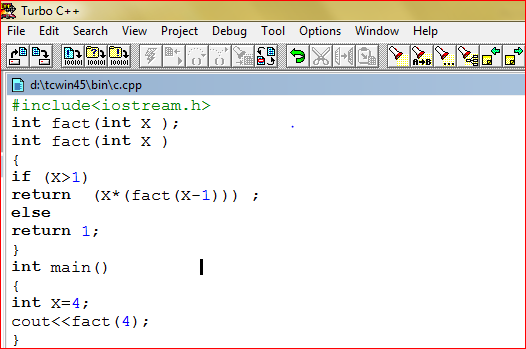 Turbo C++
File Edit Search View Project Debug Tool Options Window Help
d:\tcwin45\bin\c.cpp
#include<iostream.h>
int fact(int X );
int fact(int X )
{
if (X>1)
return  (X*(fact(X-1))) ;
else
return 1;
}
int main()
{
int X=4;
cout<<fact(4);
}